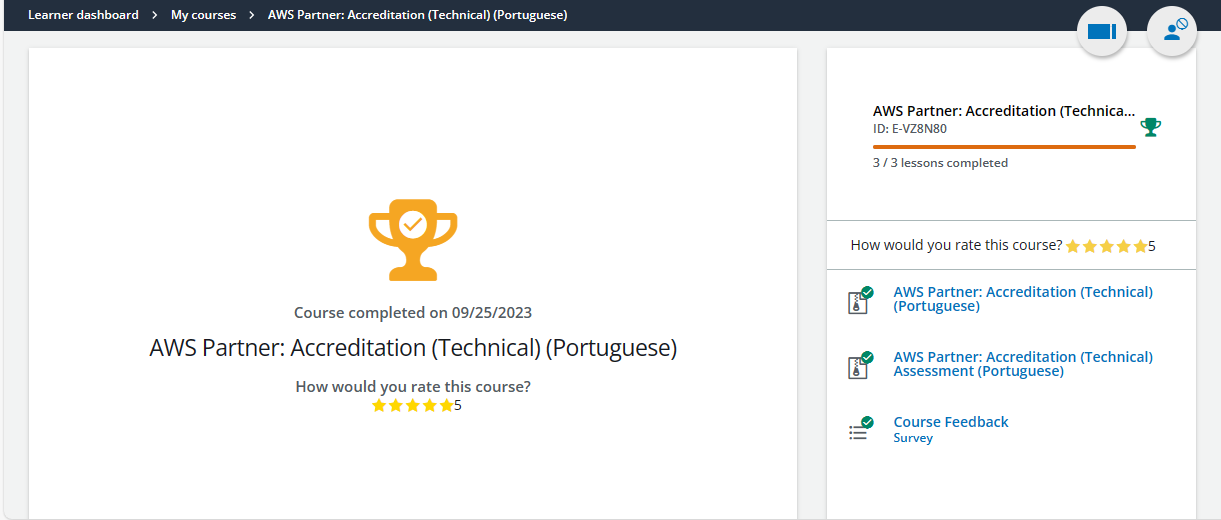 Learner dashboard > My courses > AWS Partner: Accreditation (Technical) (Portuguese)
Course completed on 09/25/2023
AWS Partner: Accreditation (Technical) (Portuguese)
How would you rate this course?
5
AWS Partner: Accreditation (Technica...
ID: E-VZ8N80
3 / 3 lessons completed
How would you rate this course? 5
AWS Partner: Accreditation (Technical)
(Portuguese)
AWS Partner: Accreditation (Technical)
Assessment (Portuguese)
Course Feedback
Survey